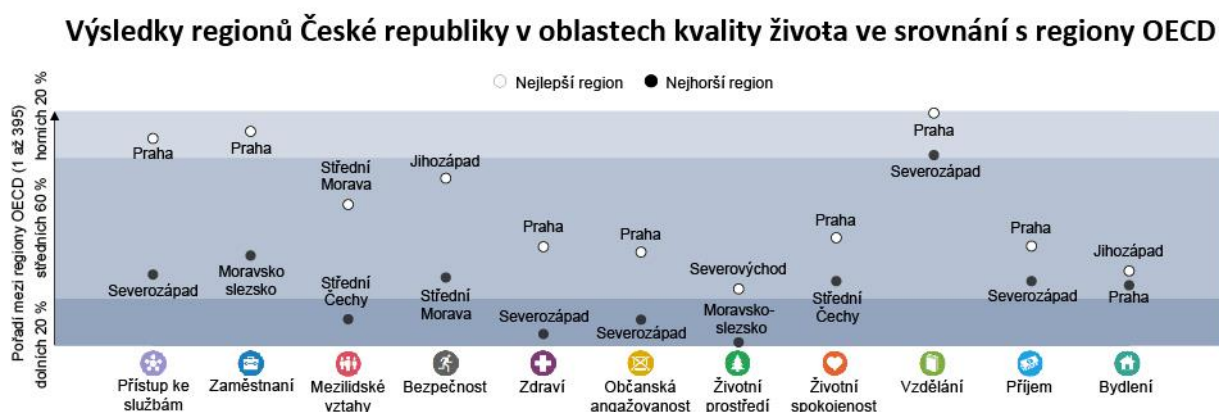 Výsledky regionů České republiky v oblastech kvality života ve srovnání s regiony OECD
Nejlepší region
Nejhorší region
Pořadí mezi regiony OECD (1 až 395)
horních 20 %
středních 60 %
dolních 20 %
Praha
Severozápad
Praha
Moravsko
slezsko
Střední
Morava
Střední
Čechy
Jihozápad
Střední
Morava
Praha
Severozápad
Praha
Severozápad
Severovýchod
Moravsko-
slezsko
Praha
Střední
Čechy
Praha
Severozápad
Praha
Severozápad
Jihozápad
Praha
Přístup ke
službám
Zaměstnaní
Mezilidské
vztahy
Bezpečnost
Zdraví
Občanská
angažovanost
Životní
prostředí
Životní
spokojenost
Vzdělání
Příjem
Bydlení